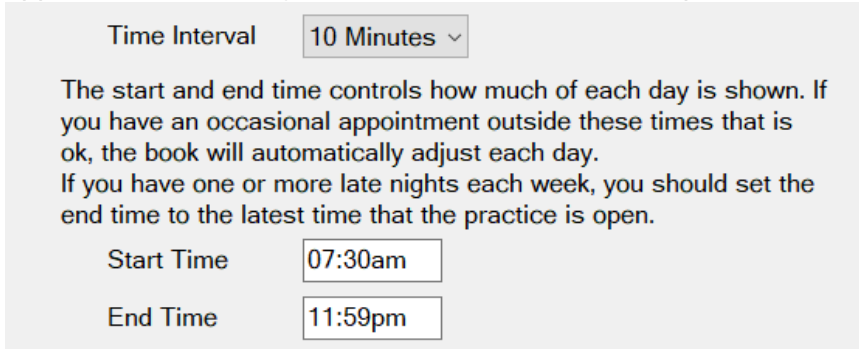 Time Interval 10 Minutes
The start and end time controls how much of each day is shown. If
you have an occasional appointment outside these times that is
ok, the book will automatically adjust each day.
If you have one or more late nights each week, you should set the
end time to the latest time that the practice is open.
Start Time 07:30am
End Time 11:59pm